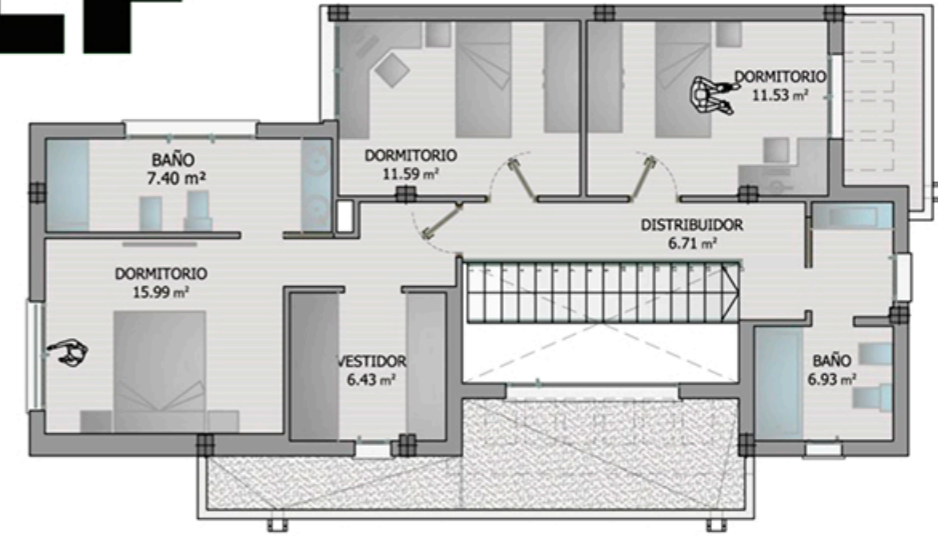 DORMITORIO
11.53 m²
BAÑO
7.40 m²
DORMITORIO
11.59 m²
DISTRIBUIDOR
6.71 m²
DORMITORIO
15.99 m²
VESTIDOR
6.43 m²
BAÑO
6.93 m²